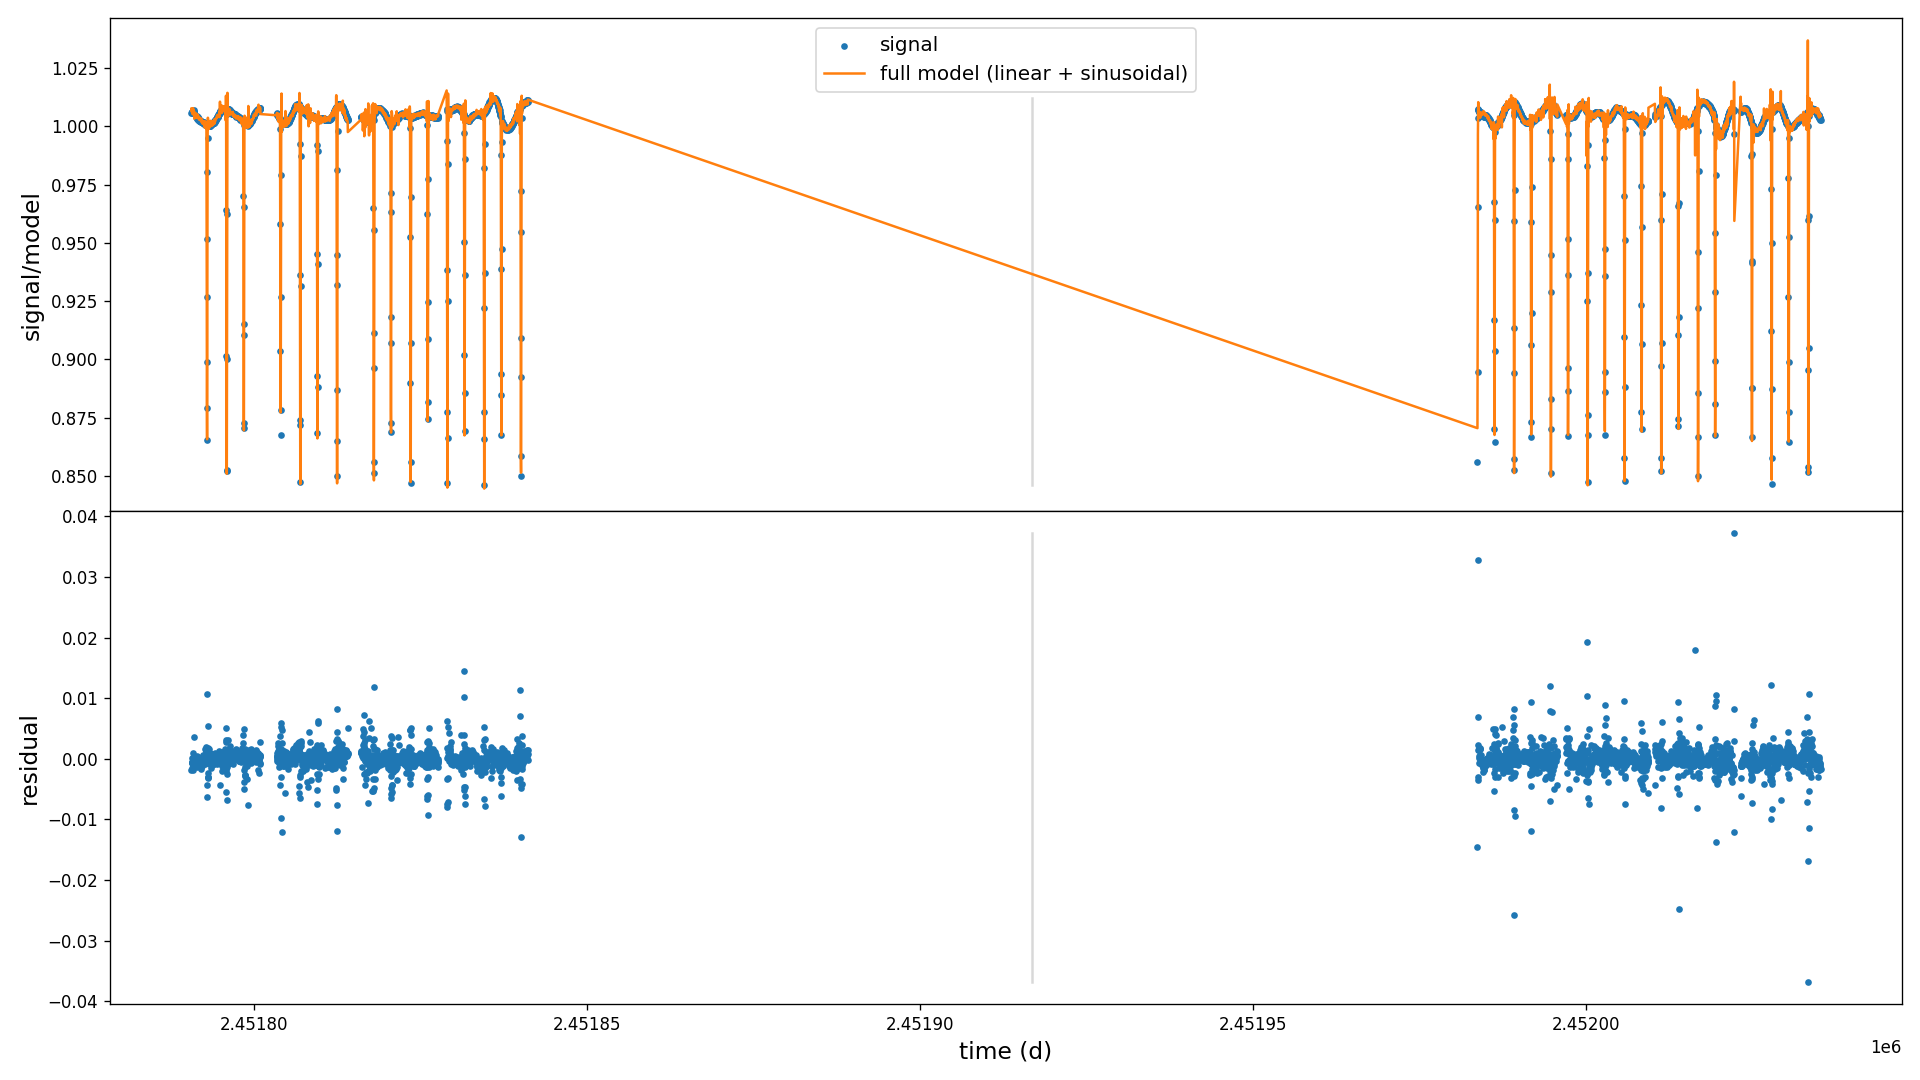 signal
full model (linear + sinusoidal)
signal/model
1.025
1.000
0.975
0.950
0.925
0.900
0.875
0.850
residual
0.04
0.03
0.02
0.01
0.00
−0.01
−0.02
−0.03
−0.04
2.45180 2.45185 2.45190 2.45195 2.45200
time (d)
1e6